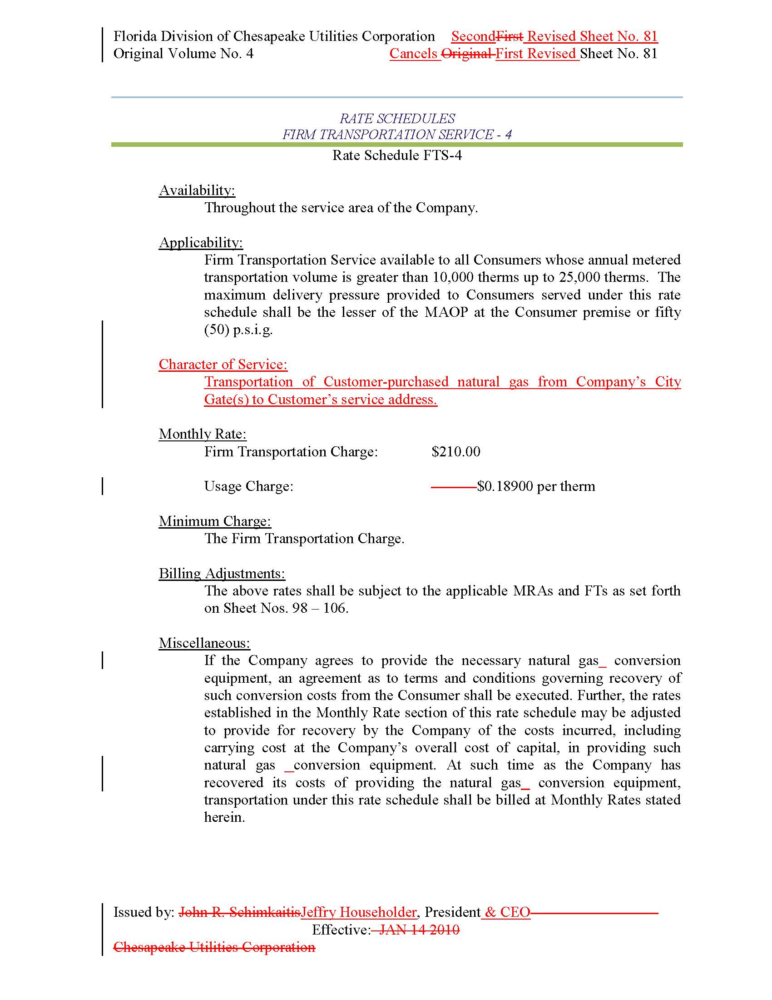 Florida Division of Chesapeake Utilities Corporation SecondFirst Revised Sheet No. 81
Original Volume No. 4 Cancels Original First Revised Sheet No. 81
RATE SCHEDULES
FIRM TRANSPORTATION SERVICE - 4
Rate Schedule FTS-4
Availability:
Throughout the service area of the Company.
Applicability:
Firm Transportation Service available to all Consumers whose annual metered
transportation volume is greater than 10,000 therms up to 25,000 therms. The
maximum delivery pressure provided to Consumers served under this rate
schedule shall be the lesser of the MAOP at the Consumer premise or fifty
(50) p.s.i.g.
Character of Service:
Transportation of Customer-purchased natural gas from Company’s City
Gate(s) to Customer’s service address.
Monthly Rate:
Firm Transportation Charge: $210.00
Usage Charge: $0.18900 per therm
Minimum Charge:
The Firm Transportation Charge.
Billing Adjustments:
The above rates shall be subject to the applicable MRAs and FTs as set forth
on Sheet Nos. 98 – 106.
Miscellaneous:
If the Company agrees to provide the necessary natural gas conversion
equipment, an agreement as to terms and conditions governing recovery of
such conversion costs from the Consumer shall be executed. Further, the rates
established in the Monthly Rate section of this rate schedule may be adjusted
to provide for recovery by the Company of the costs incurred, including
carrying cost at the Company’s overall cost of capital, in providing such
natural gas conversion equipment. At such time as the Company has
recovered its costs of providing the natural gas conversion equipment,
transportation under this rate schedule shall be billed at Monthly Rates stated
herein.
Issued by: John R. SchimkaitisJeffry Householder, President & CEO
Effective: JAN 14 2010
Chesapeake Utilities Corporation